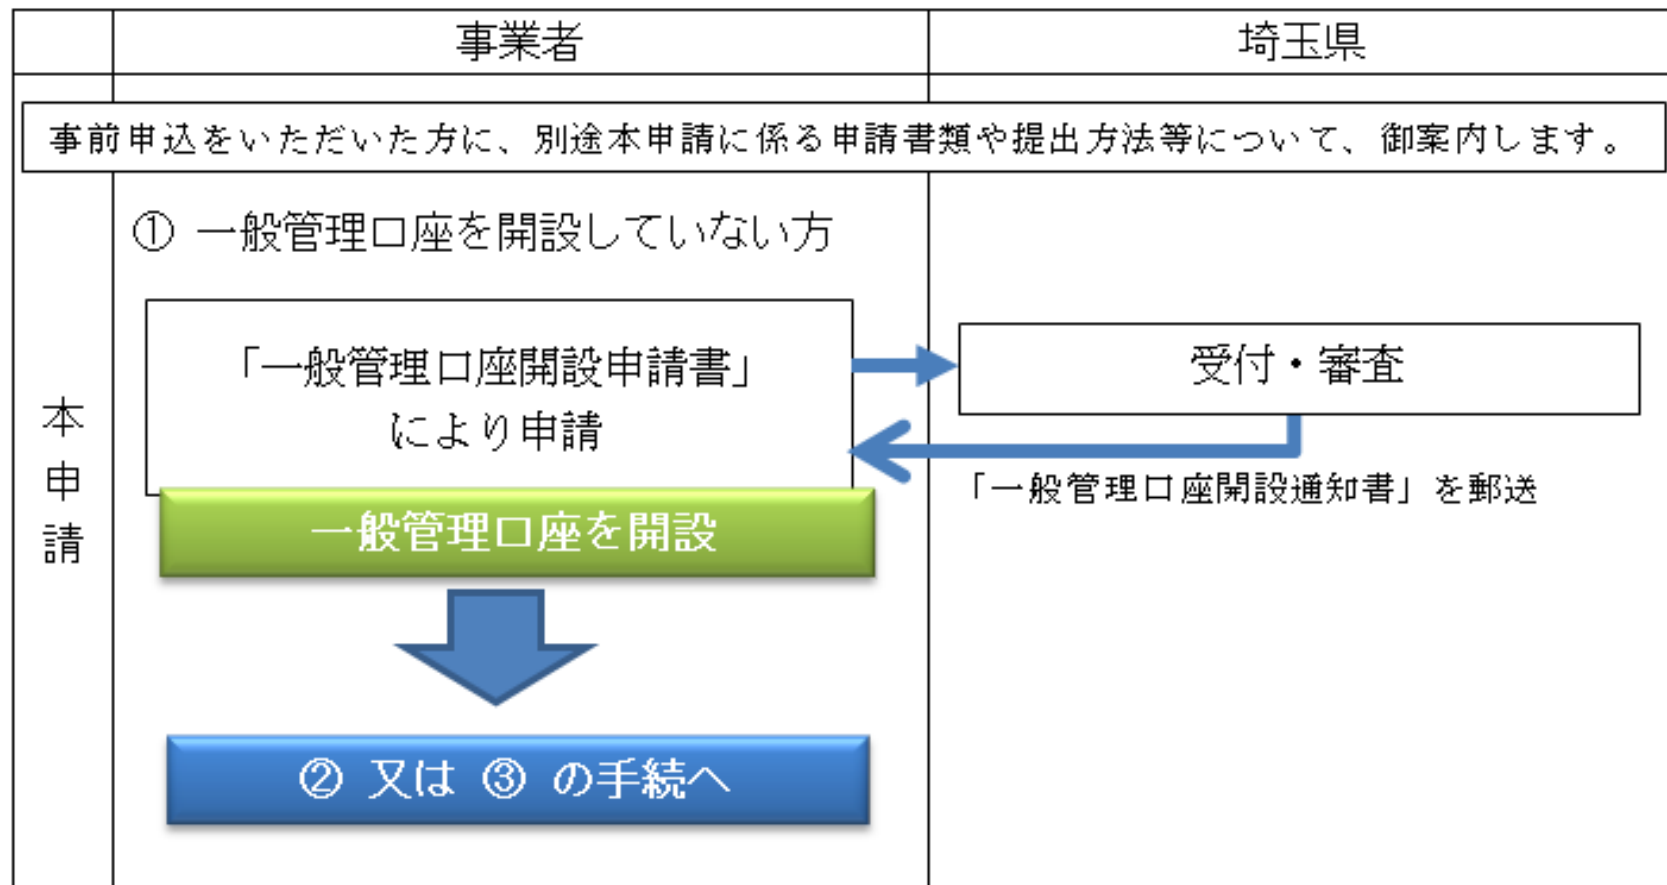 事業者
埼玉県
事前申込をいただいた方に、別途本申請に係る申請書類や提出方法等について、御案内します。
本申請
① 一般管理口座を開設していない方
「一般管理口座開設申請書」
により申請
受付・審査
「一般管理口座開設通知書」を郵送
一般管理口座を開設
② 又は ③ の手続へ